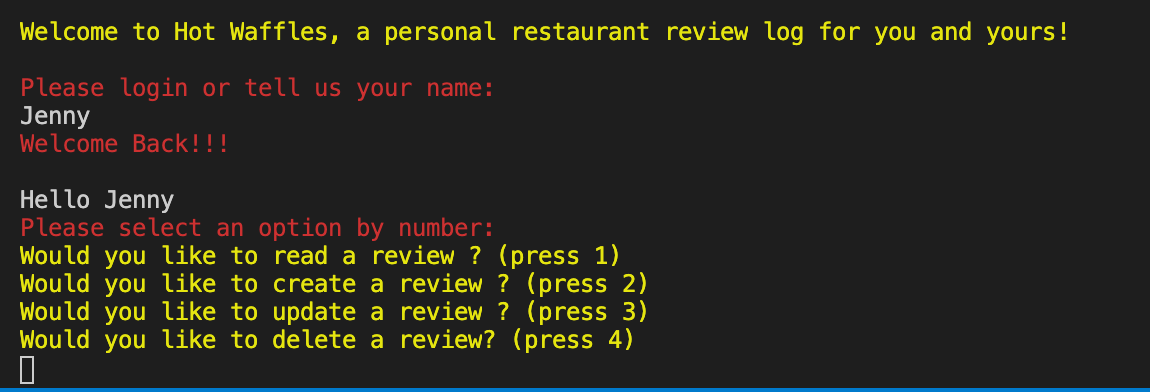 Welcome to Hot Waffles, a personal restaurant review log for you and yours!
Please login or tell us your name:
Jenny
Welcome Back!!!
Hello Jenny
Please select an option by number:
Would you like to read a review ? (press 1)
Would you like to create a review ? (press 2)
Would you like to update a review ? (press 3)
Would you like to delete a review? (press 4)